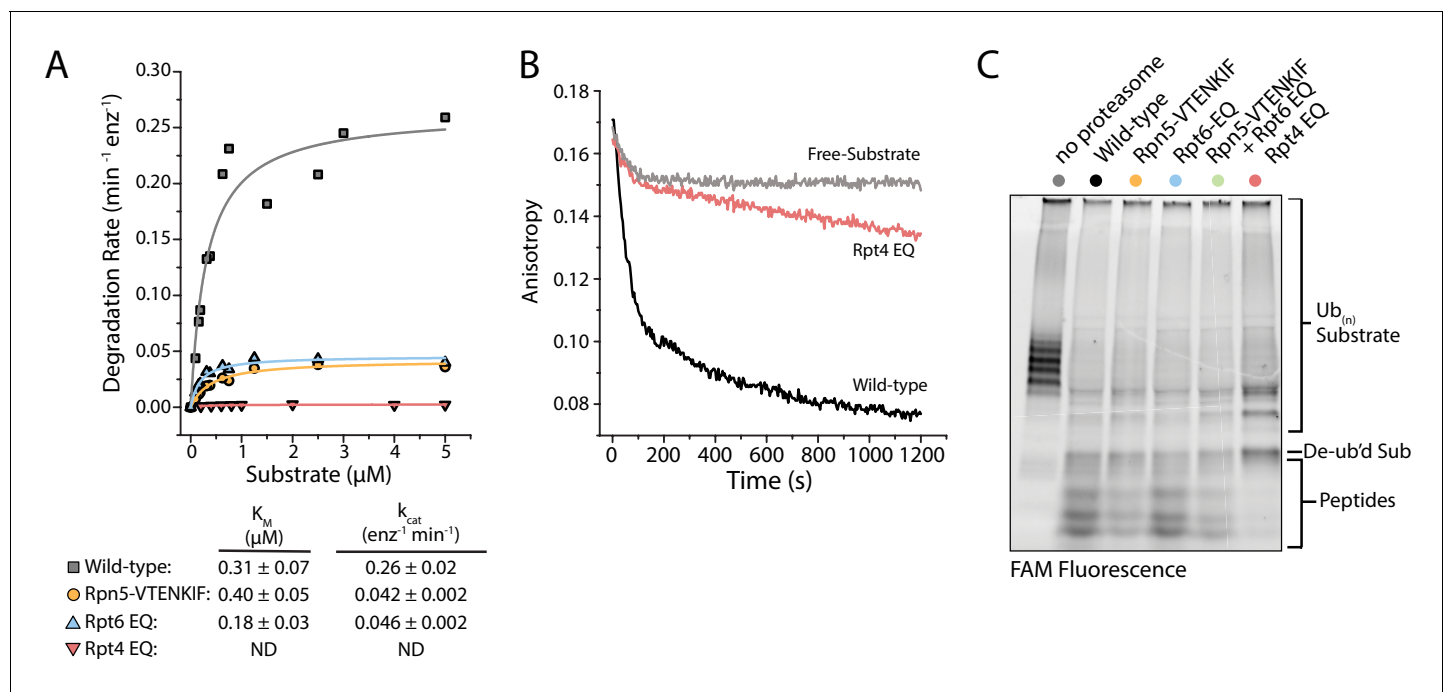 A
Degradation Rate (min⁻¹ enz⁻¹)
0.30
0.25
0.20
0.15
0.10
0.05
0.00
0 1 2 3 4 5
Substrate (μM)
K_M (μM)
k_cat (enz⁻¹ min⁻¹)
Wild-type: 0.31 ± 0.07 0.26 ± 0.02
Rpn5-VTENKIF: 0.40 ± 0.05 0.042 ± 0.002
Rpt6 EQ: 0.18 ± 0.03 0.046 ± 0.002
Rpt4 EQ: ND ND
B
Anisotropy
0.18
0.16
0.14
0.12
0.10
0.08
Free-Substrate
Rpt4 EQ
Wild-type
0 200 400 600 800 1000 1200
Time (s)
C
no proteasome
Wild-type
Rpn5-VTENKIF
Rpt6-EQ
Rpn5-VTENKIF
+ Rpt6 EQ
Rpt4 EQ
Ub(n)
Substrate
De-ub'd Sub
Peptides
FAM Fluorescence